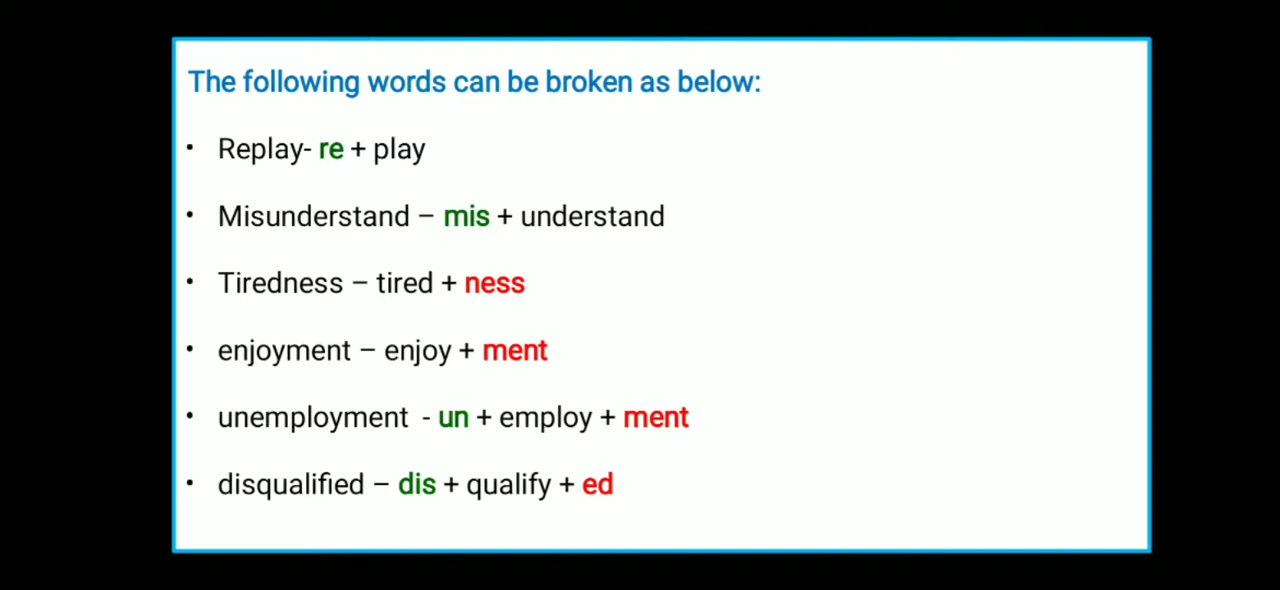 The following words can be broken as below:
• Replay- re + play
• Misunderstand – mis + understand
• Tiredness – tired + ness
• enjoyment – enjoy + ment
• unemployment - un + employ + ment
• disqualified – dis + qualify + ed